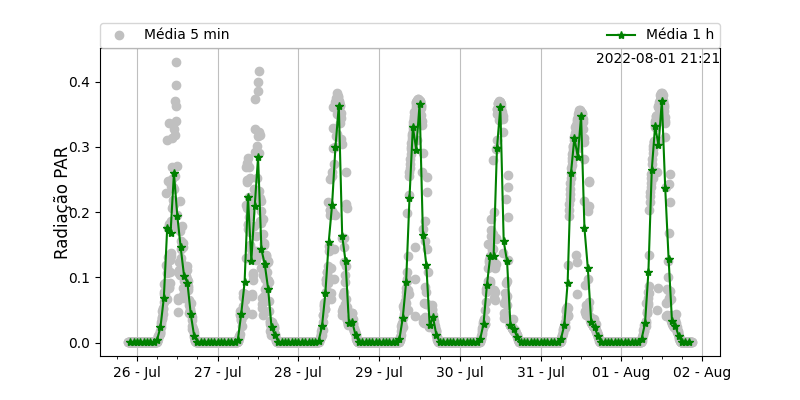 Média 5 min
Média 1 h
2022-08-01 21:21
Radiação PAR
0.4
0.3
0.2
0.1
0.0
26 - Jul
27 - Jul
28 - Jul
29 - Jul
30 - Jul
31 - Jul
01 - Aug
02 - Aug